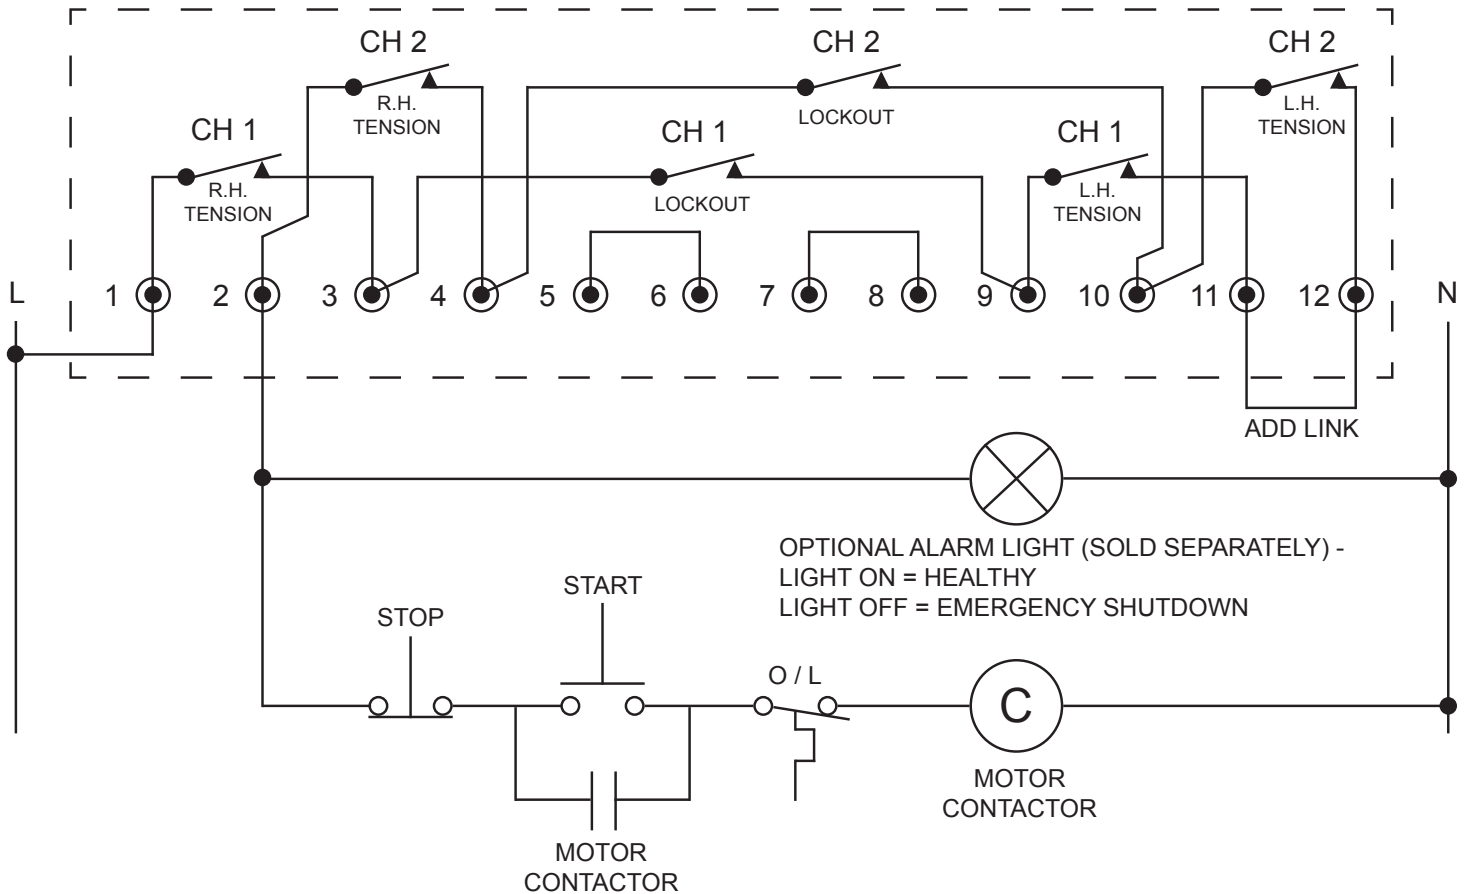 CH 2
CH 2
CH 2
R.H.
TENSION
LOCKOUT
L.H.
TENSION
CH 1
CH 1
CH 1
R.H.
TENSION
LOCKOUT
L.H.
TENSION
L
1
2
3
4
5
6
7
8
9
10
11
12
N
ADD LINK
OPTIONAL ALARM LIGHT (SOLD SEPARATELY) -
LIGHT ON = HEALTHY
LIGHT OFF = EMERGENCY SHUTDOWN
STOP
START
O / L
C
MOTOR
CONTACTOR
MOTOR
CONTACTOR